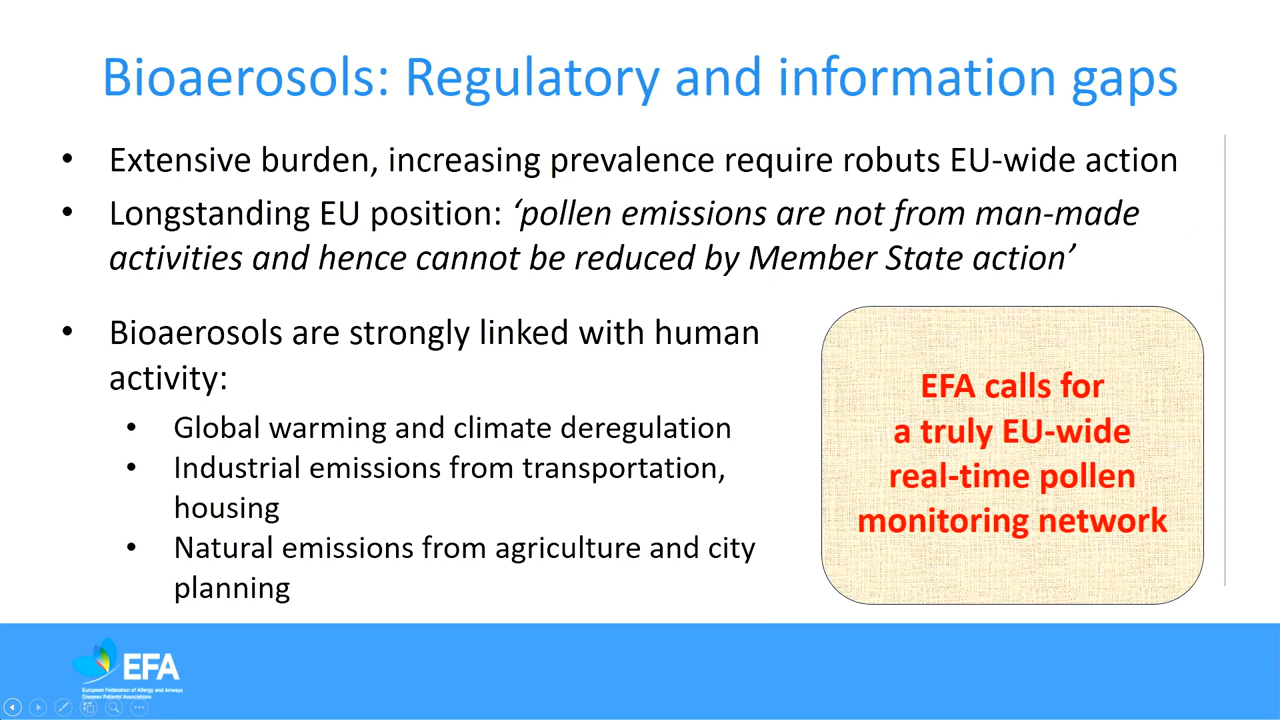 Bioaerosols: Regulatory and information gaps
• Extensive burden, increasing prevalence require robuts EU-wide action
• Longstanding EU position: ‘pollen emissions are not from man-made
activities and hence cannot be reduced by Member State action’
• Bioaerosols are strongly linked with human
activity:
• Global warming and climate deregulation
• Industrial emissions from transportation,
housing
• Natural emissions from agriculture and city
planning
EFA calls for
a truly EU-wide
real-time pollen
monitoring network
EFA
European Federation of Allergy and Airways
Diseases Patients' Associations